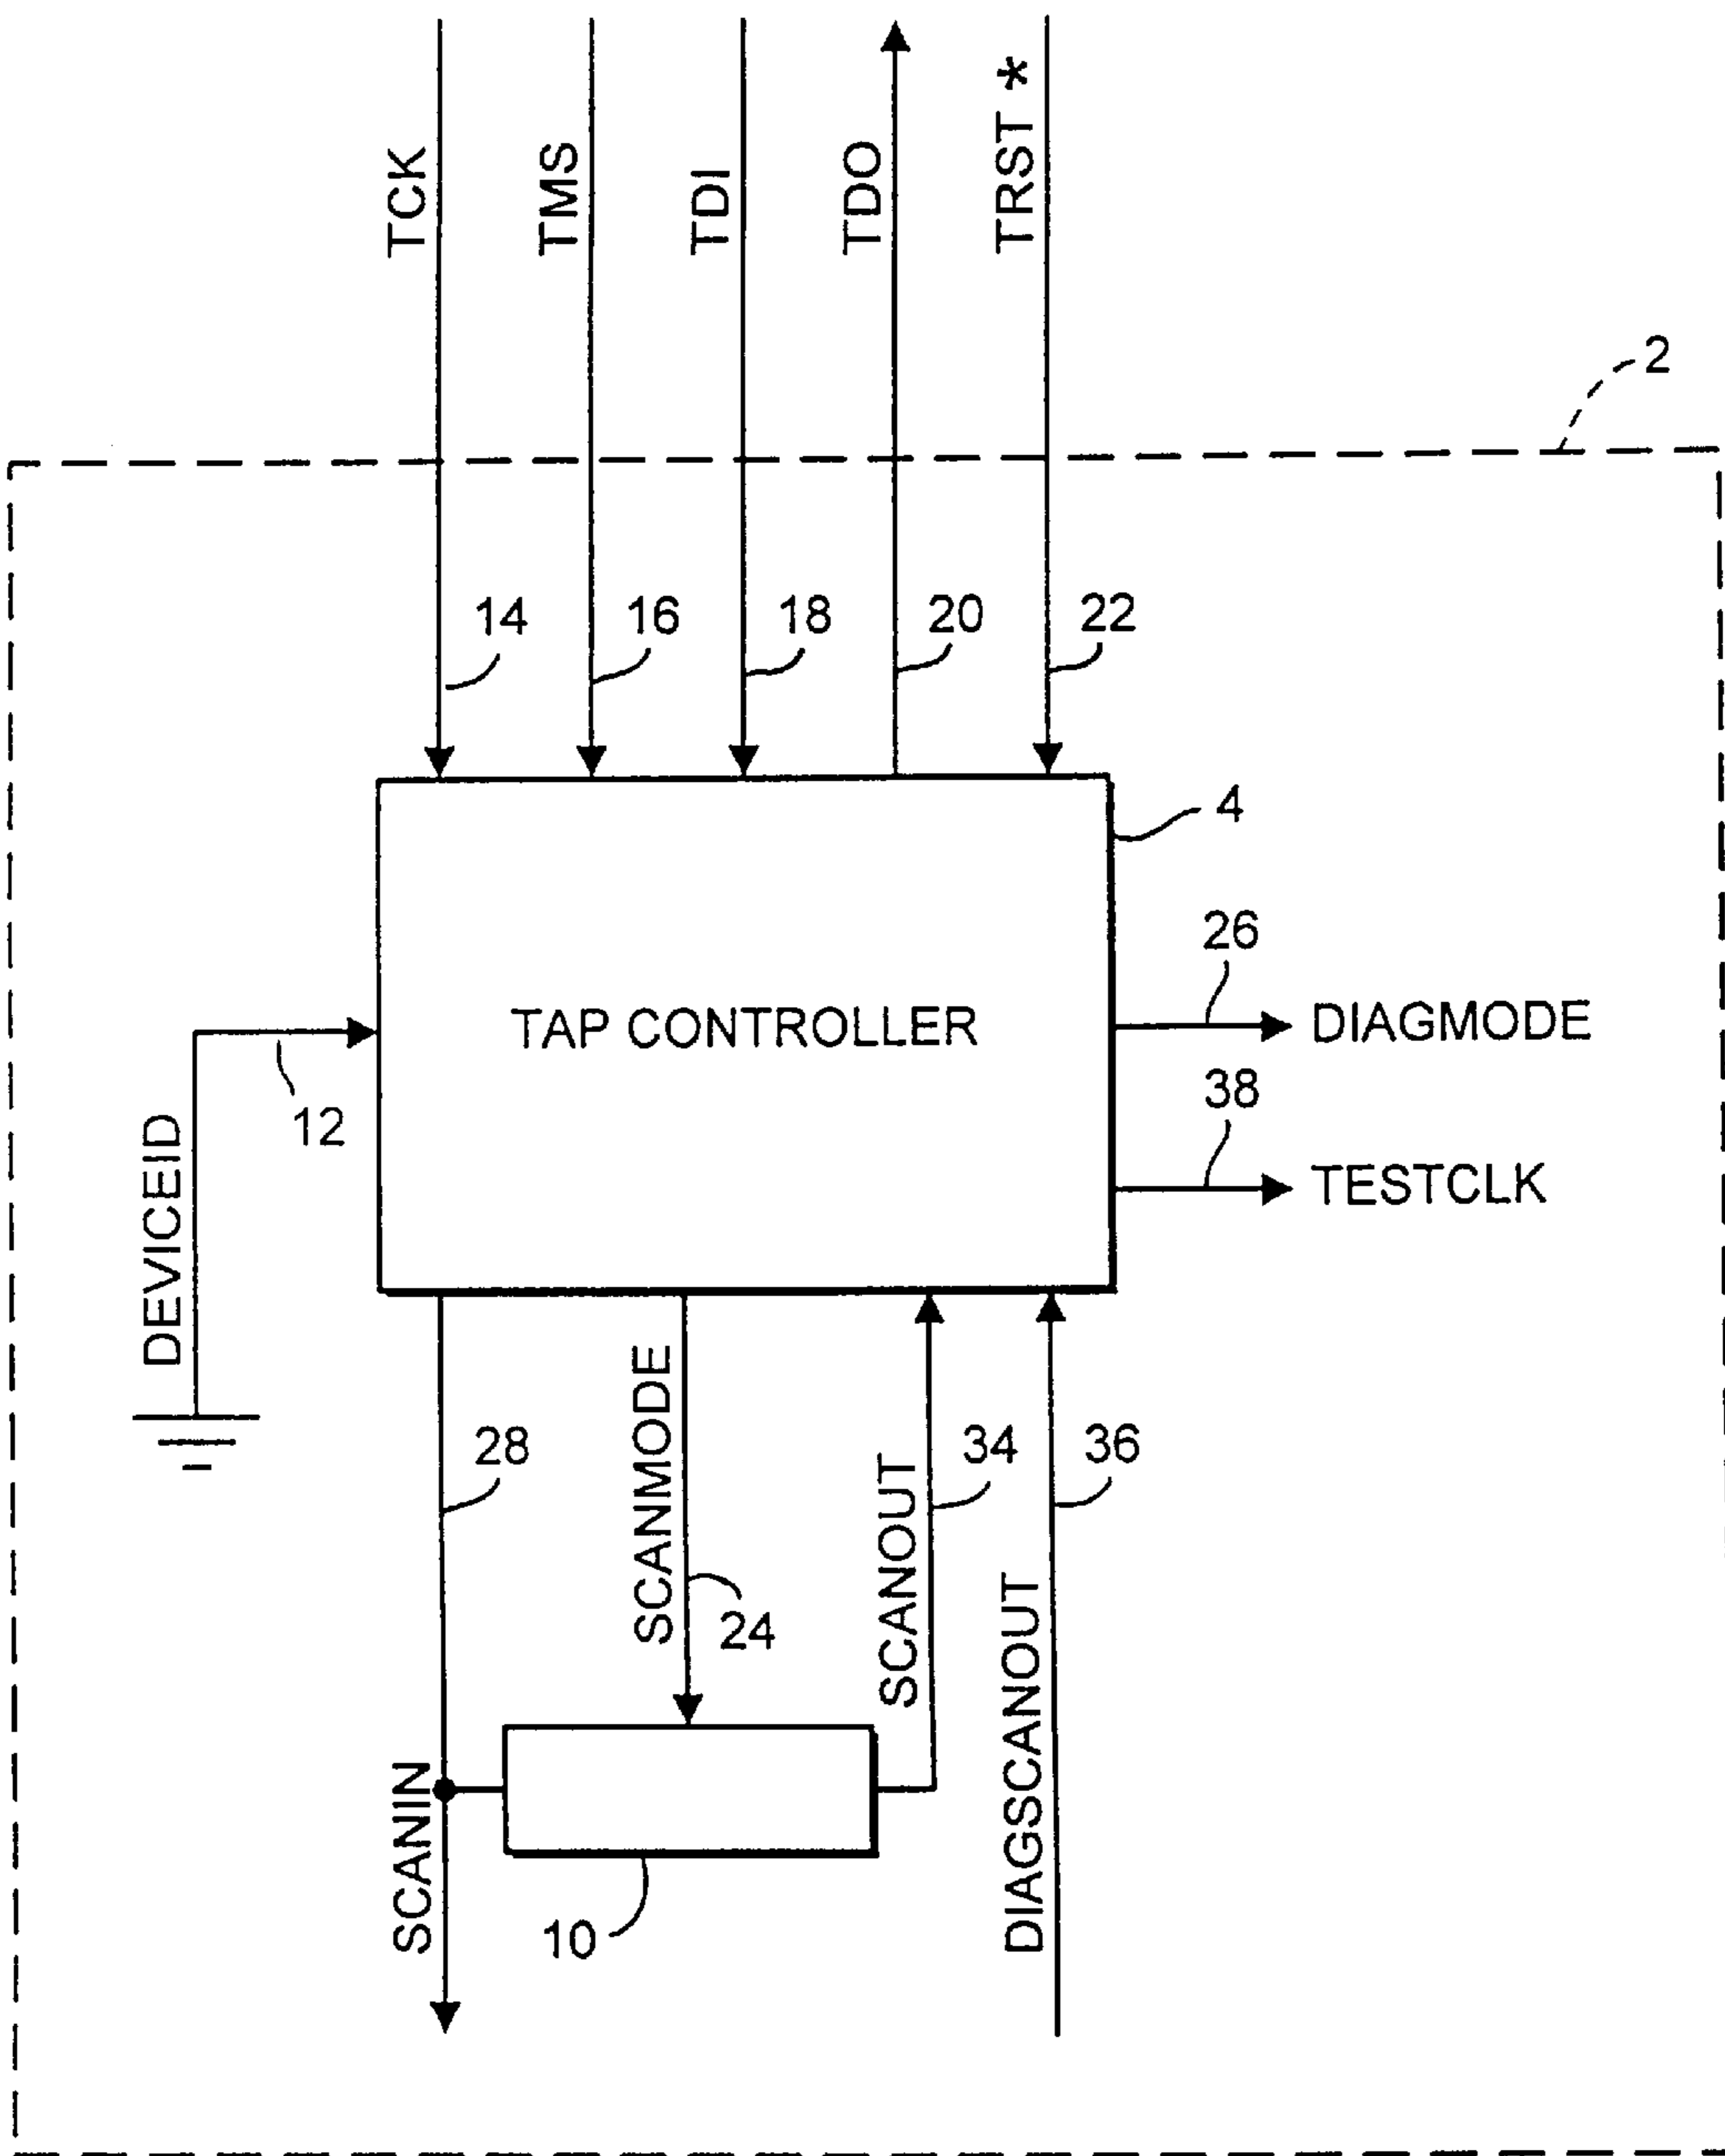 TCK
TMS
TDI
TDO
TRST *
2
14
16
18
20
22
4
TAP CONTROLLER
26
DIAGMODE
12
38
TESTCLK
DEVICEID
28
SCANMODE
24
SCANOUT
34
36
DIAGSCANOUT
SCANIN
10